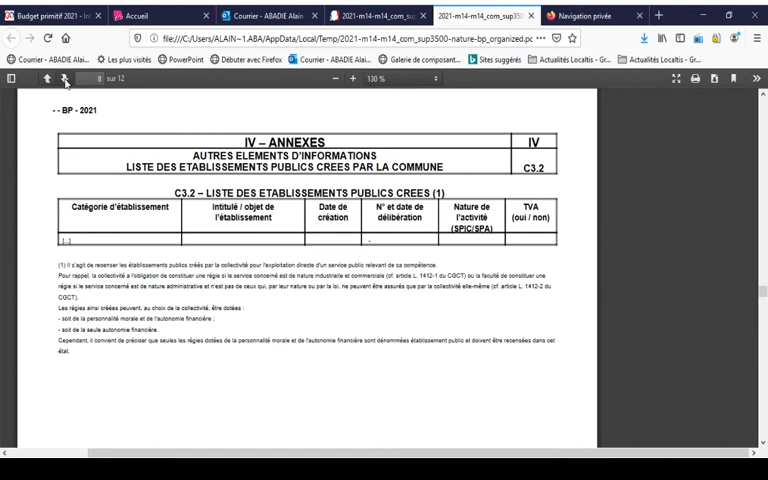 Budget primitif 2021 - In
Accueil
Courrier - ABADIE Alain
2021-m14-m14_com_sup3500
2021-m14-m14_com_sup3500
Navigation privée
file:///C:/Users/ALAIN~1.ABA/AppData/Local/Temp/2021-m14-m14_com_sup3500-nature-bp_organized.pc
Courrier - ABADIE Alai...
Les plus visités
PowerPoint
Débuter avec Firefox
Courrier - ABADIE Alai...
Galerie de composant...
Sites suggérés
Actualités Localtis - Gr...
Actualités Localtis - Gr...
8 sur 12
130 %
- - BP - 2021
IV – ANNEXES
IV
AUTRES ELEMENTS D'INFORMATIONS
LISTE DES ETABLISSEMENTS PUBLICS CREES PAR LA COMMUNE
C3.2
C3.2 – LISTE DES ETABLISSEMENTS PUBLICS CREES (1)
Catégorie d'établissement
Intitulé / objet de
l'établissement
Date de
création
N° et date de
délibération
Nature de
l'activité
(SPIC/SPA)
TVA
(oui / non)
[...]
-
(1) Il s'agit de recenser les établissements publics créés par la collectivité pour l'exploitation directe d'un service public relevant de sa compétence.
Pour rappel, la collectivité a l'obligation de constituer une régie si le service concerné est de nature industrielle et commerciale (cf. article L. 1412-1 du CGCT) ou la faculté de constituer une
régie si le service concerné est de nature administrative et n'est pas de ceux qui, par leur nature ou par la loi, ne peuvent être assurés que par la collectivité elle-même (cf. article L. 1412-2 du
CGCT).
Les régies ainsi créées peuvent, au choix de la collectivité, être dotées :
- soit de la personnalité morale et de l'autonomie financière ;
- soit de la seule autonomie financière.
Cependant, il convient de préciser que seules les régies dotées de la personnalité morale et de l'autonomie financière sont dénommées établissement public et doivent être recensées dans cet
état.